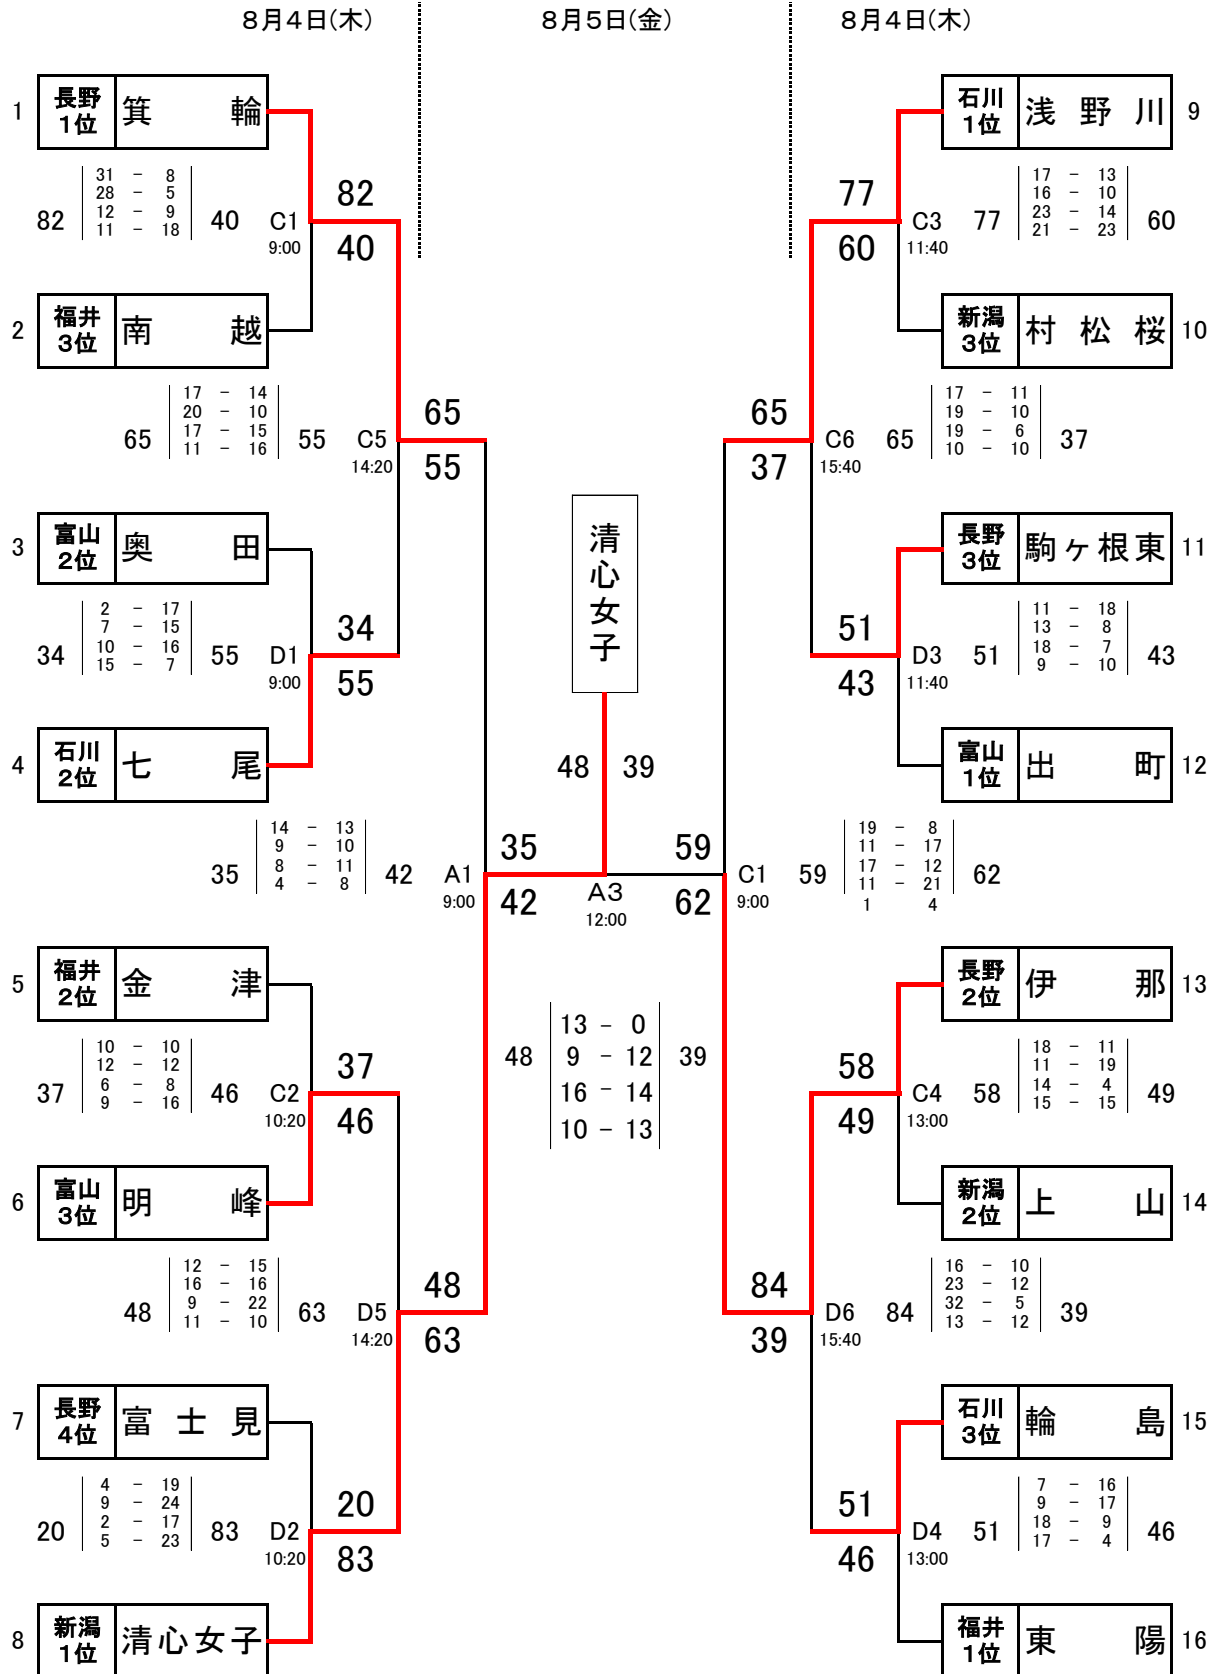 8月4日(木) 8月5日(金) 8月4日(木)
1 長野1位 箕輪
82
31 - 8
28 - 5
12 - 9
11 - 18
40
C1
9:00
82
40
2 福井3位 南越
65
17 - 14
20 - 10
17 - 15
11 - 16
55
C5
14:20
65
55
3 富山2位 奥田
34
2 - 17
7 - 15
10 - 16
15 - 7
55
D1
9:00
34
55
4 石川2位 七尾
35
14 - 13
9 - 10
8 - 11
4 - 8
42
A1
9:00
35
42
5 福井2位 金津
37
10 - 10
12 - 12
6 - 8
9 - 16
46
C2
10:20
37
46
6 富山3位 明峰
48
12 - 15
16 - 16
9 - 22
11 - 10
63
D5
14:20
48
63
7 長野4位 富士見
20
4 - 19
9 - 24
2 - 17
5 - 23
83
D2
10:20
20
83
8 新潟1位 清心女子
清心女子
48 39
A3
12:00
48
13 - 0
9 - 12
16 - 14
10 - 13
39
石川1位 浅野川 9
77
60
C3
11:40
77
17 - 13
16 - 10
23 - 14
21 - 23
60
新潟3位 村松桜 10
65
37
C6
15:40
65
17 - 11
19 - 10
19 - 6
10 - 10
37
長野3位 駒ヶ根東 11
51
43
D3
11:40
51
11 - 18
13 - 8
18 - 7
9 - 10
43
富山1位 出町 12
59
62
C1
9:00
59
19 - 8
11 - 17
17 - 12
11 - 21
1 4
62
長野2位 伊那 13
58
49
C4
13:00
58
18 - 11
11 - 19
14 - 4
15 - 15
49
新潟2位 上山 14
84
39
D6
15:40
84
16 - 10
23 - 12
32 - 5
13 - 12
39
石川3位 輪島 15
51
46
D4
13:00
51
7 - 16
9 - 17
18 - 9
17 - 4
46
福井1位 東陽 16